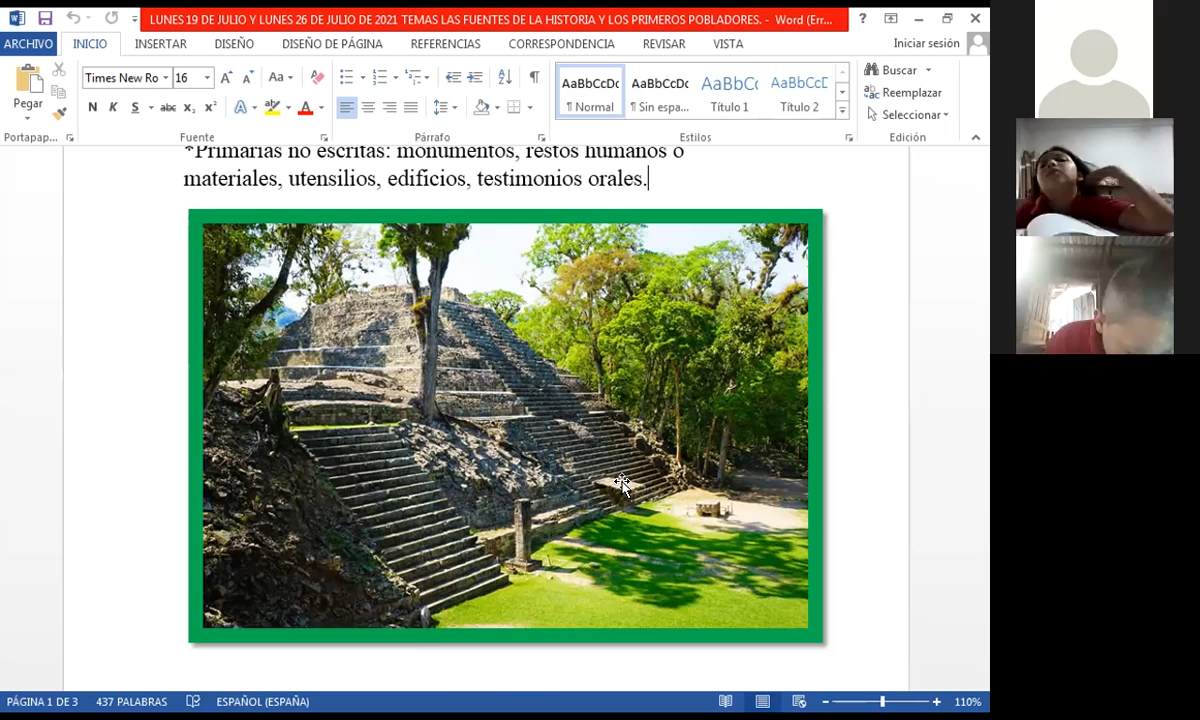 LUNES 19 DE JULIO Y LUNES 26 DE JULIO DE 2021 TEMAS LAS FUENTES DE LA HISTORIA Y LOS PRIMEROS POBLADORES. - Word (Err...
ARCHIVO INICIO INSERTAR DISEÑO DISEÑO DE PÁGINA REFERENCIAS CORRESPONDENCIA REVISAR VISTA Iniciar sesión
Times New Ro 16 Aa
Pegar
N K S abc x₂ x²
AaBbCcDc AaBbCcDc AaBbCc AaBbCcD
¶ Normal ¶ Sin espa... Título 1 Título 2
Buscar
Reemplazar
Seleccionar
Portapap... Fuente Párrafo Estilos Edición
*Primarias no escritas: monumentos, restos humanos o
materiales, utensilios, edificios, testimonios orales.
PÁGINA 1 DE 3 437 PALABRAS ESPAÑOL (ESPAÑA) 110%